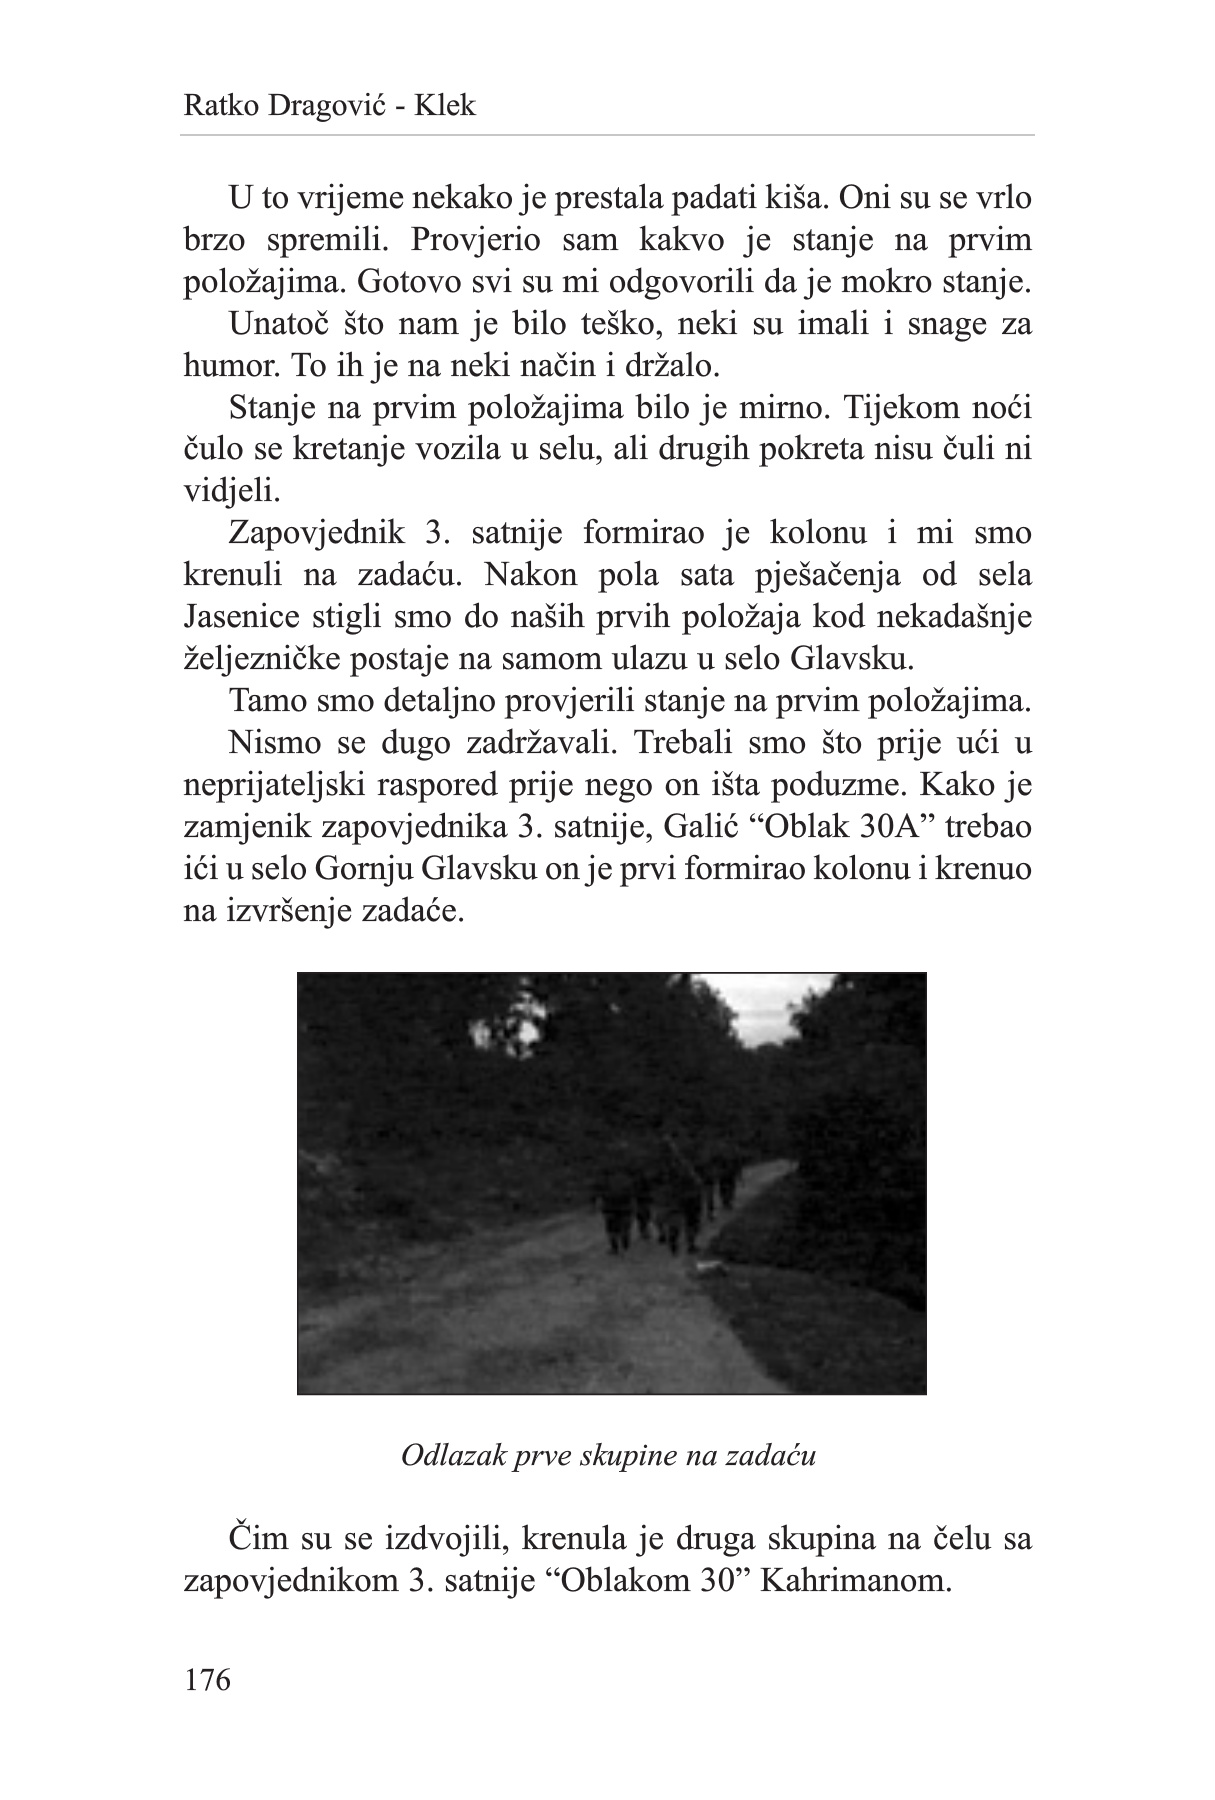 Ratko Dragović - Klek
U to vrijeme nekako je prestala padati kiša. Oni su se vrlo
brzo spremili. Provjerio sam kakvo je stanje na prvim
položajima. Gotovo svi su mi odgovorili da je mokro stanje.
Unatoč što nam je bilo teško, neki su imali i snage za
humor. To ih je na neki način i držalo.
Stanje na prvim položajima bilo je mirno. Tijekom noći
čulo se kretanje vozila u selu, ali drugih pokreta nisu čuli ni
vidjeli.
Zapovjednik 3. satnije formirao je kolonu i mi smo
krenuli na zadaću. Nakon pola sata pješačenja od sela
Jasenice stigli smo do naših prvih položaja kod nekadašnje
željezničke postaje na samom ulazu u selo Glavsku.
Tamo smo detaljno provjerili stanje na prvim položajima.
Nismo se dugo zadržavali. Trebali smo što prije ući u
neprijateljski raspored prije nego on išta poduzme. Kako je
zamjenik zapovjednika 3. satnije, Galić “Oblak 30A” trebao
ići u selo Gornju Glavsku on je prvi formirao kolonu i krenuo
na izvršenje zadaće.
Odlazak prve skupine na zadaću
Čim su se izdvojili, krenula je druga skupina na čelu sa
zapovjednikom 3. satnije “Oblakom 30” Kahrimanom.
176